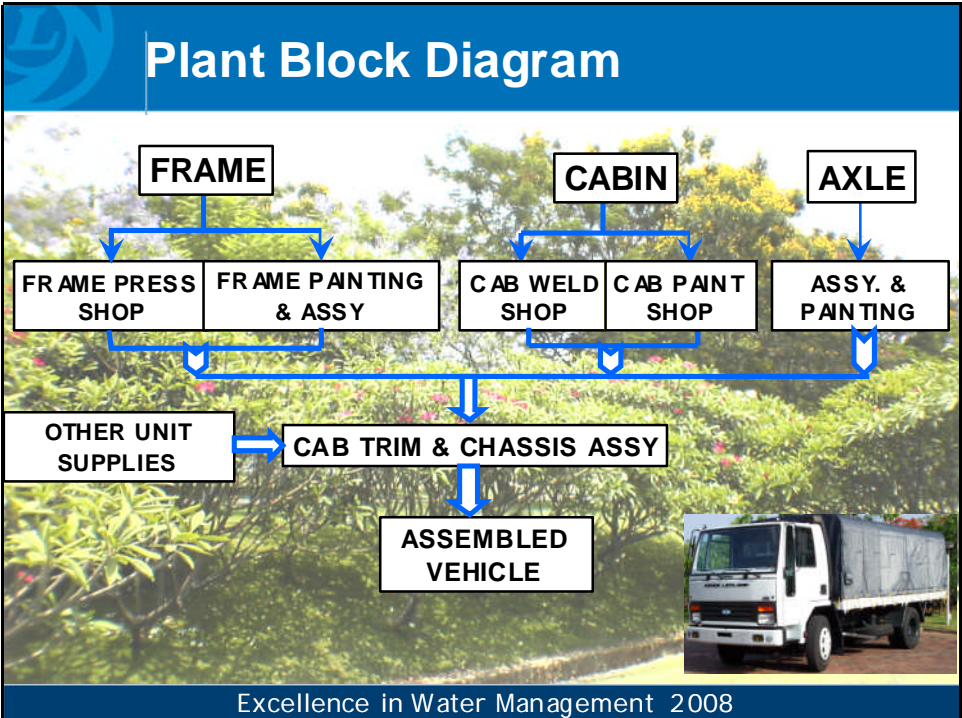 Plant Block Diagram
FRAME
CABIN
AXLE
FRAME PRESS
SHOP
FRAME PAINTING
& ASSY
CAB WELD
SHOP
CAB PAINT
SHOP
ASSY. &
PAINTING
OTHER UNIT
SUPPLIES
CAB TRIM & CHASSIS ASSY
ASSEMBLED
VEHICLE
Excellence in Water Management 2008